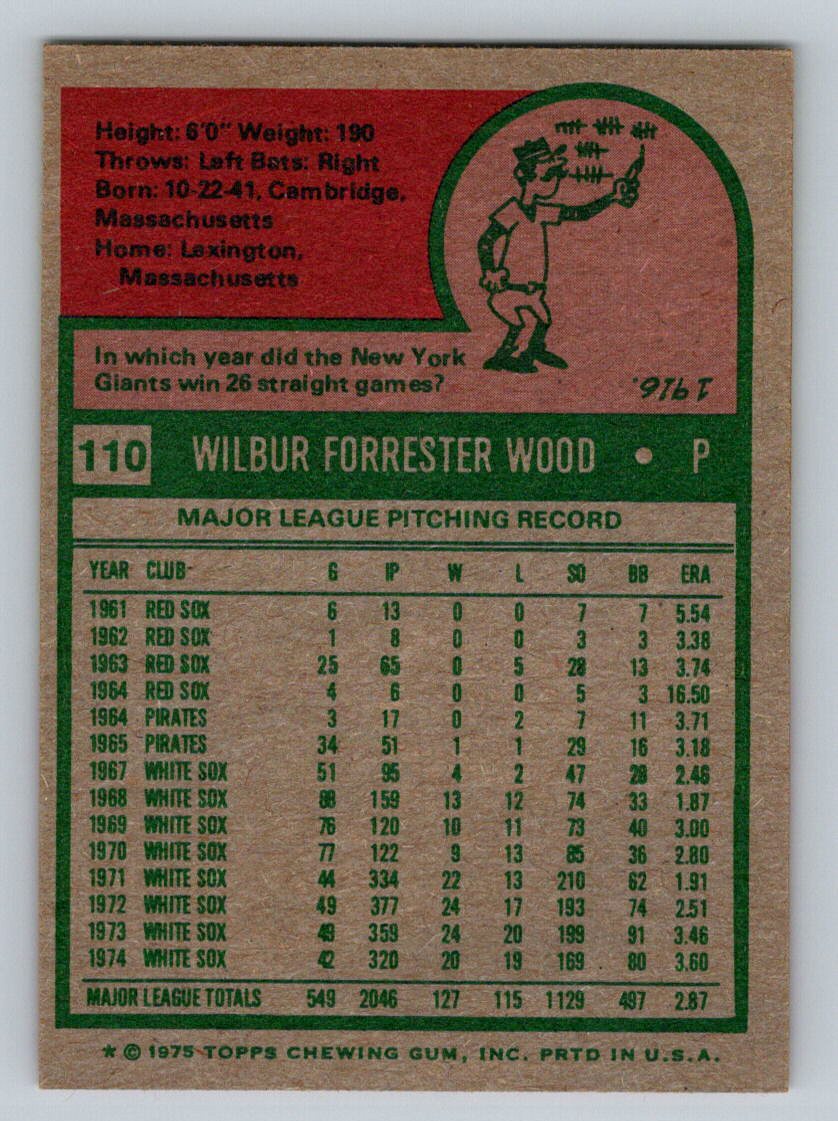 Height: 6'0" Weight: 190
Throws: Left Bats: Right
Born: 10-22-41, Cambridge,
Massachusetts
Home: Lexington,
Massachusetts
In which year did the New York
Giants win 26 straight games?
1916.
110 WILBUR FORRESTER WOOD • P
MAJOR LEAGUE PITCHING RECORD
YEAR CLUB G IP W L SO BB ERA
1961 RED SOX 6 13 0 0 7 7 5.54
1962 RED SOX 1 8 0 0 3 3 3.38
1963 RED SOX 25 65 0 5 28 13 3.74
1964 RED SOX 4 6 0 0 5 3 16.50
1964 PIRATES 3 17 0 2 7 11 3.71
1965 PIRATES 34 51 1 1 29 16 3.18
1967 WHITE SOX 51 95 4 2 47 28 2.46
1968 WHITE SOX 88 159 13 12 74 33 1.87
1969 WHITE SOX 76 120 10 11 73 40 3.00
1970 WHITE SOX 77 122 9 13 85 36 2.80
1971 WHITE SOX 44 334 22 13 210 62 1.91
1972 WHITE SOX 49 377 24 17 193 74 2.51
1973 WHITE SOX 49 359 24 20 199 91 3.46
1974 WHITE SOX 42 320 20 19 169 80 3.60
MAJOR LEAGUE TOTALS 549 2046 127 115 1129 497 2.87
* © 1975 TOPPS CHEWING GUM, INC. PRTD IN U.S.A.